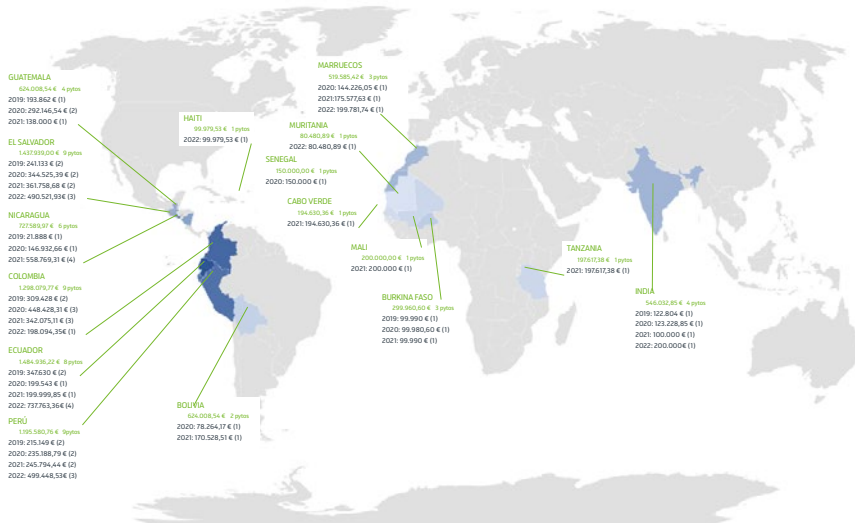 GUATEMALA
624.008,54 € 4 pytos
2019: 193.862 € (1)
2020: 292.146,54 € (2)
2021: 138.000 € (1)
EL SALVADOR
1.437.939,00 € 9 pytos
2019: 241.133 € (2)
2020: 344.525,39 € (2)
2021: 361.758,68 € (2)
2022: 490.521,93 € (3)
NICARAGUA
727.589,97 € 6 pytos
2019: 21.888 € (1)
2020: 146.932,66 € (1)
2021: 558.769,31 € (4)
COLOMBIA
1.298.079,77 € 9 pytos
2019: 309.428 € (2)
2020: 448.428,31 € (3)
2021: 342.075,11 € (3)
2022: 198.094,35€ (1)
ECUADOR
1.484.936,22 € 8 pytos
2019: 347.630 € (2)
2020: 199.543 € (1)
2021: 199.999,85 € (1)
2022: 737.763,36€ (4)
PERÚ
1.195.580,76 € 9pytos
2019: 215.149 € (2)
2020: 235.188,79 € (2)
2021: 245.794,44 € (2)
2022: 499.448,53€ (3)
HAITI
99.979,53 € 1 pytos
2022: 99.979,53 € (1)
BOLIVIA
624.008,54 € 2 pytos
2020: 78.264,17 € (1)
2021: 170.528,51 € (1)
MARRUECOS
519.585,42 € 3 pytos
2020: 144.226,05 € (1)
2021:175.577,63 € (1)
2022: 199.781,74 € (1)
MURITANIA
80.480,89 € 1 pytos
2022: 80.480,89 € (1)
SENEGAL
150.000,00 € 1 pytos
2020: 150.000 € (1)
CABO VERDE
194.630,36 € 1 pytos
2021: 194.630,36 € (1)
MALI
200.000,00 € 1 pytos
2021: 200.000 € (1)
BURKINA FASO
299.960,60 € 3 pytos
2019: 99.990 € (1)
2020: 99.980,60 € (1)
2021: 99.990 € (1)
TANZANIA
197.617,38 € 1 pytos
2021: 197.617,38 € (1)
INDIA
546.032,85 € 4 pytos
2019: 122.804 € (1)
2020: 123.228,85 € (1)
2021: 100.000 € (1)
2022: 200.000€ (1)